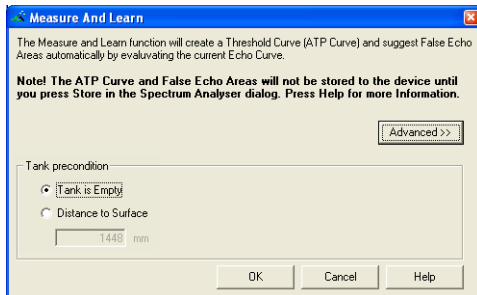 Measure And Learn
The Measure and Learn function will create a Threshold Curve (ATP Curve) and suggest False Echo
Areas automatically by evaluvating the current Echo Curve.
Note! The ATP Curve and False Echo Areas will not be stored to the device until
you press Store in the Spectrum Analyser dialog. Press Help for more Information.
Advanced >>
Tank precondition
Tank is Empty
Distance to Surface
1448 mm
OK Cancel Help